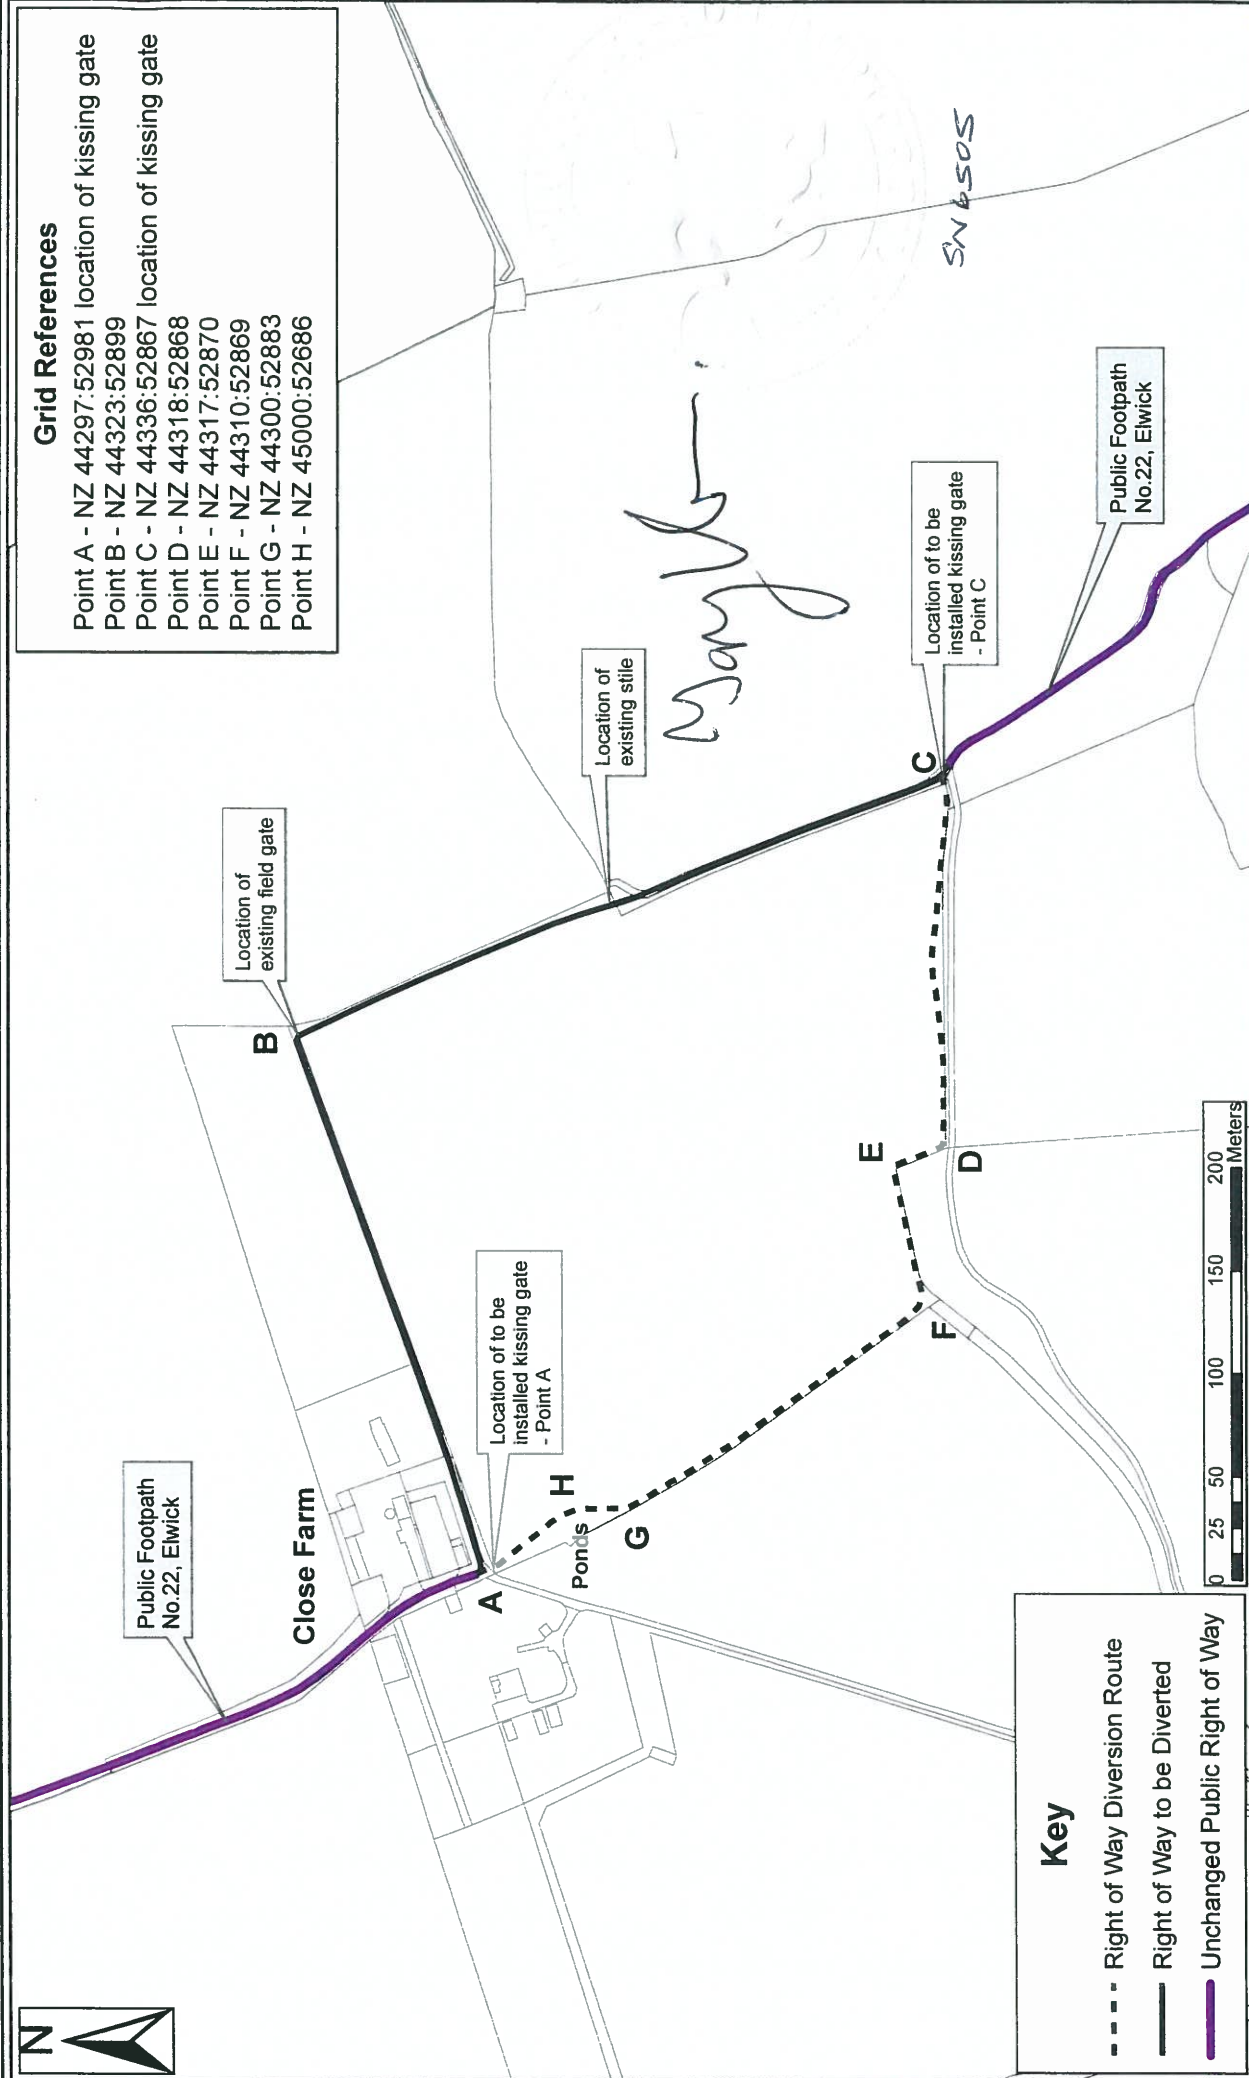 Grid References
Point A - NZ 44297:52981 location of kissing gate
Point B - NZ 44323:52899
Point C - NZ 44336:52867 location of kissing gate
Point D - NZ 44318:52868
Point E - NZ 44317:52870
Point F - NZ 44310:52869
Point G - NZ 44300:52883
Point H - NZ 45000:52686
N
Public Footpath
No.22, Elwick
Close Farm
Location of
existing field gate
B
Location of
existing stile
A
Location of to be
installed kissing gate
- Point A
H
Ponds
G
F
E
D
C
Location of to be
installed kissing gate
- Point C
Public Footpath
No.22, Elwick
SN 6505
Key
Right of Way Diversion Route
Right of Way to be Diverted
Unchanged Public Right of Way
0 25 50 100 150 200
Meters